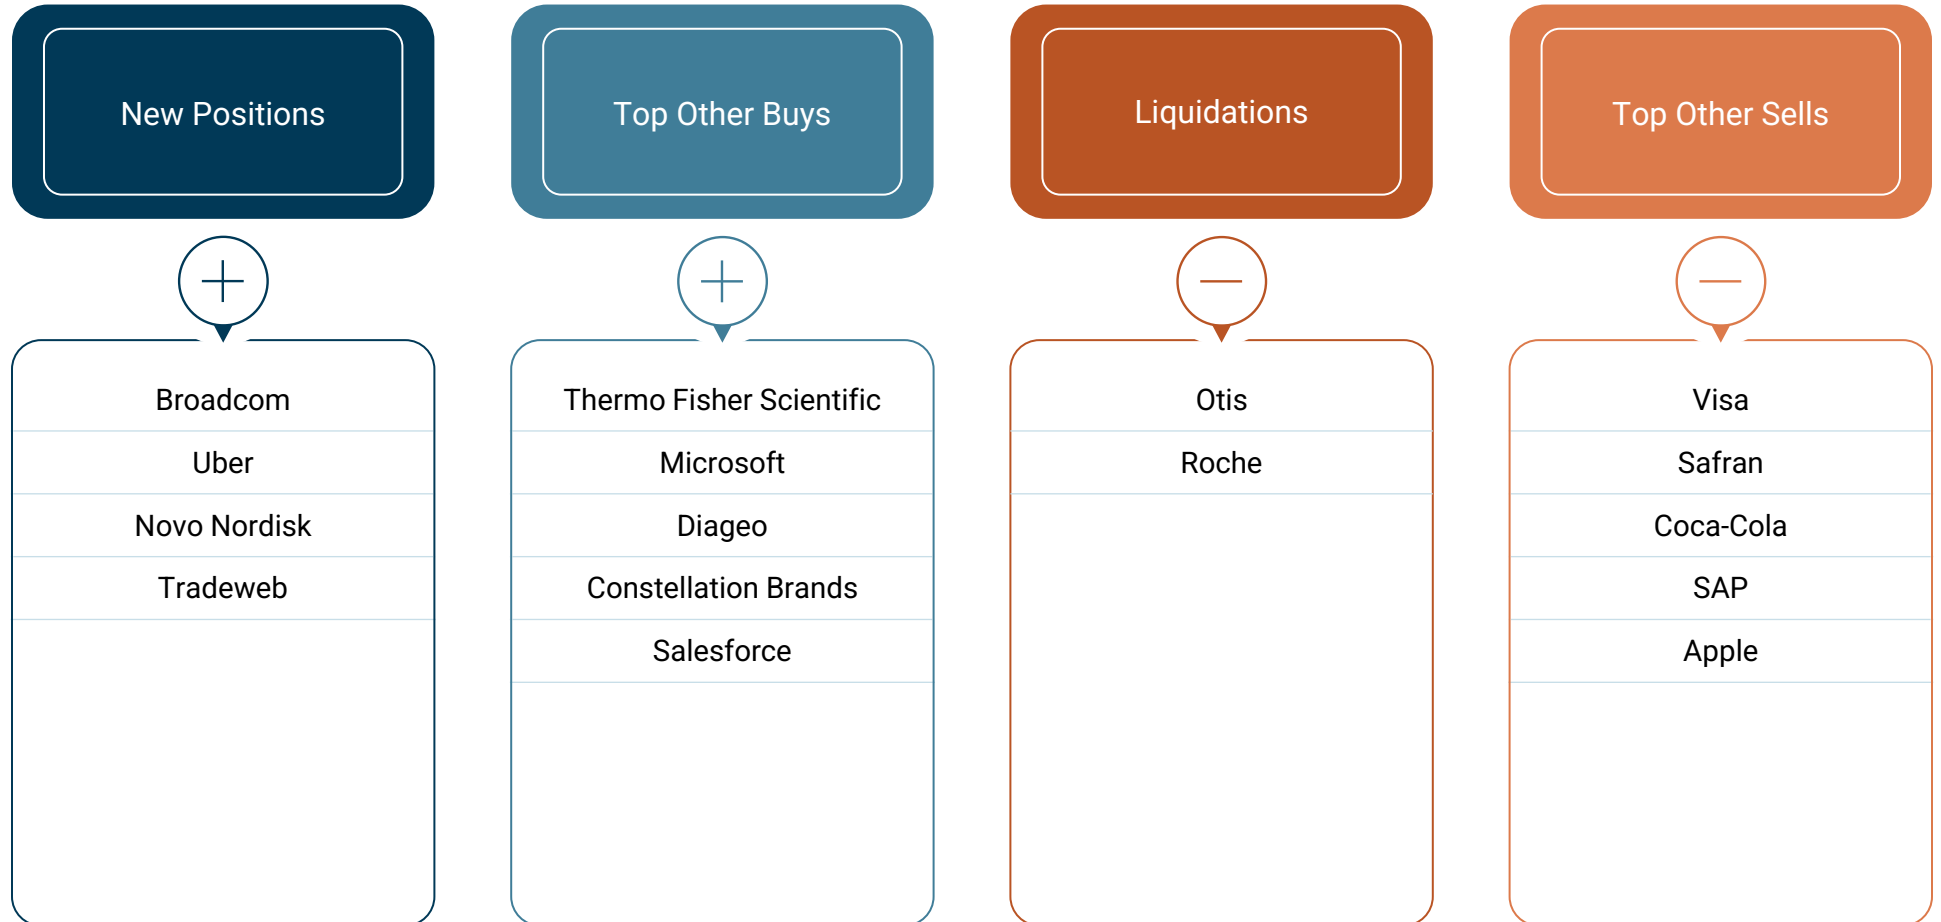 New Positions
Broadcom
Uber
Novo Nordisk
Tradeweb
Top Other Buys
Thermo Fisher Scientific
Microsoft
Diageo
Constellation Brands
Salesforce
Liquidations
Otis
Roche
Top Other Sells
Visa
Safran
Coca-Cola
SAP
Apple